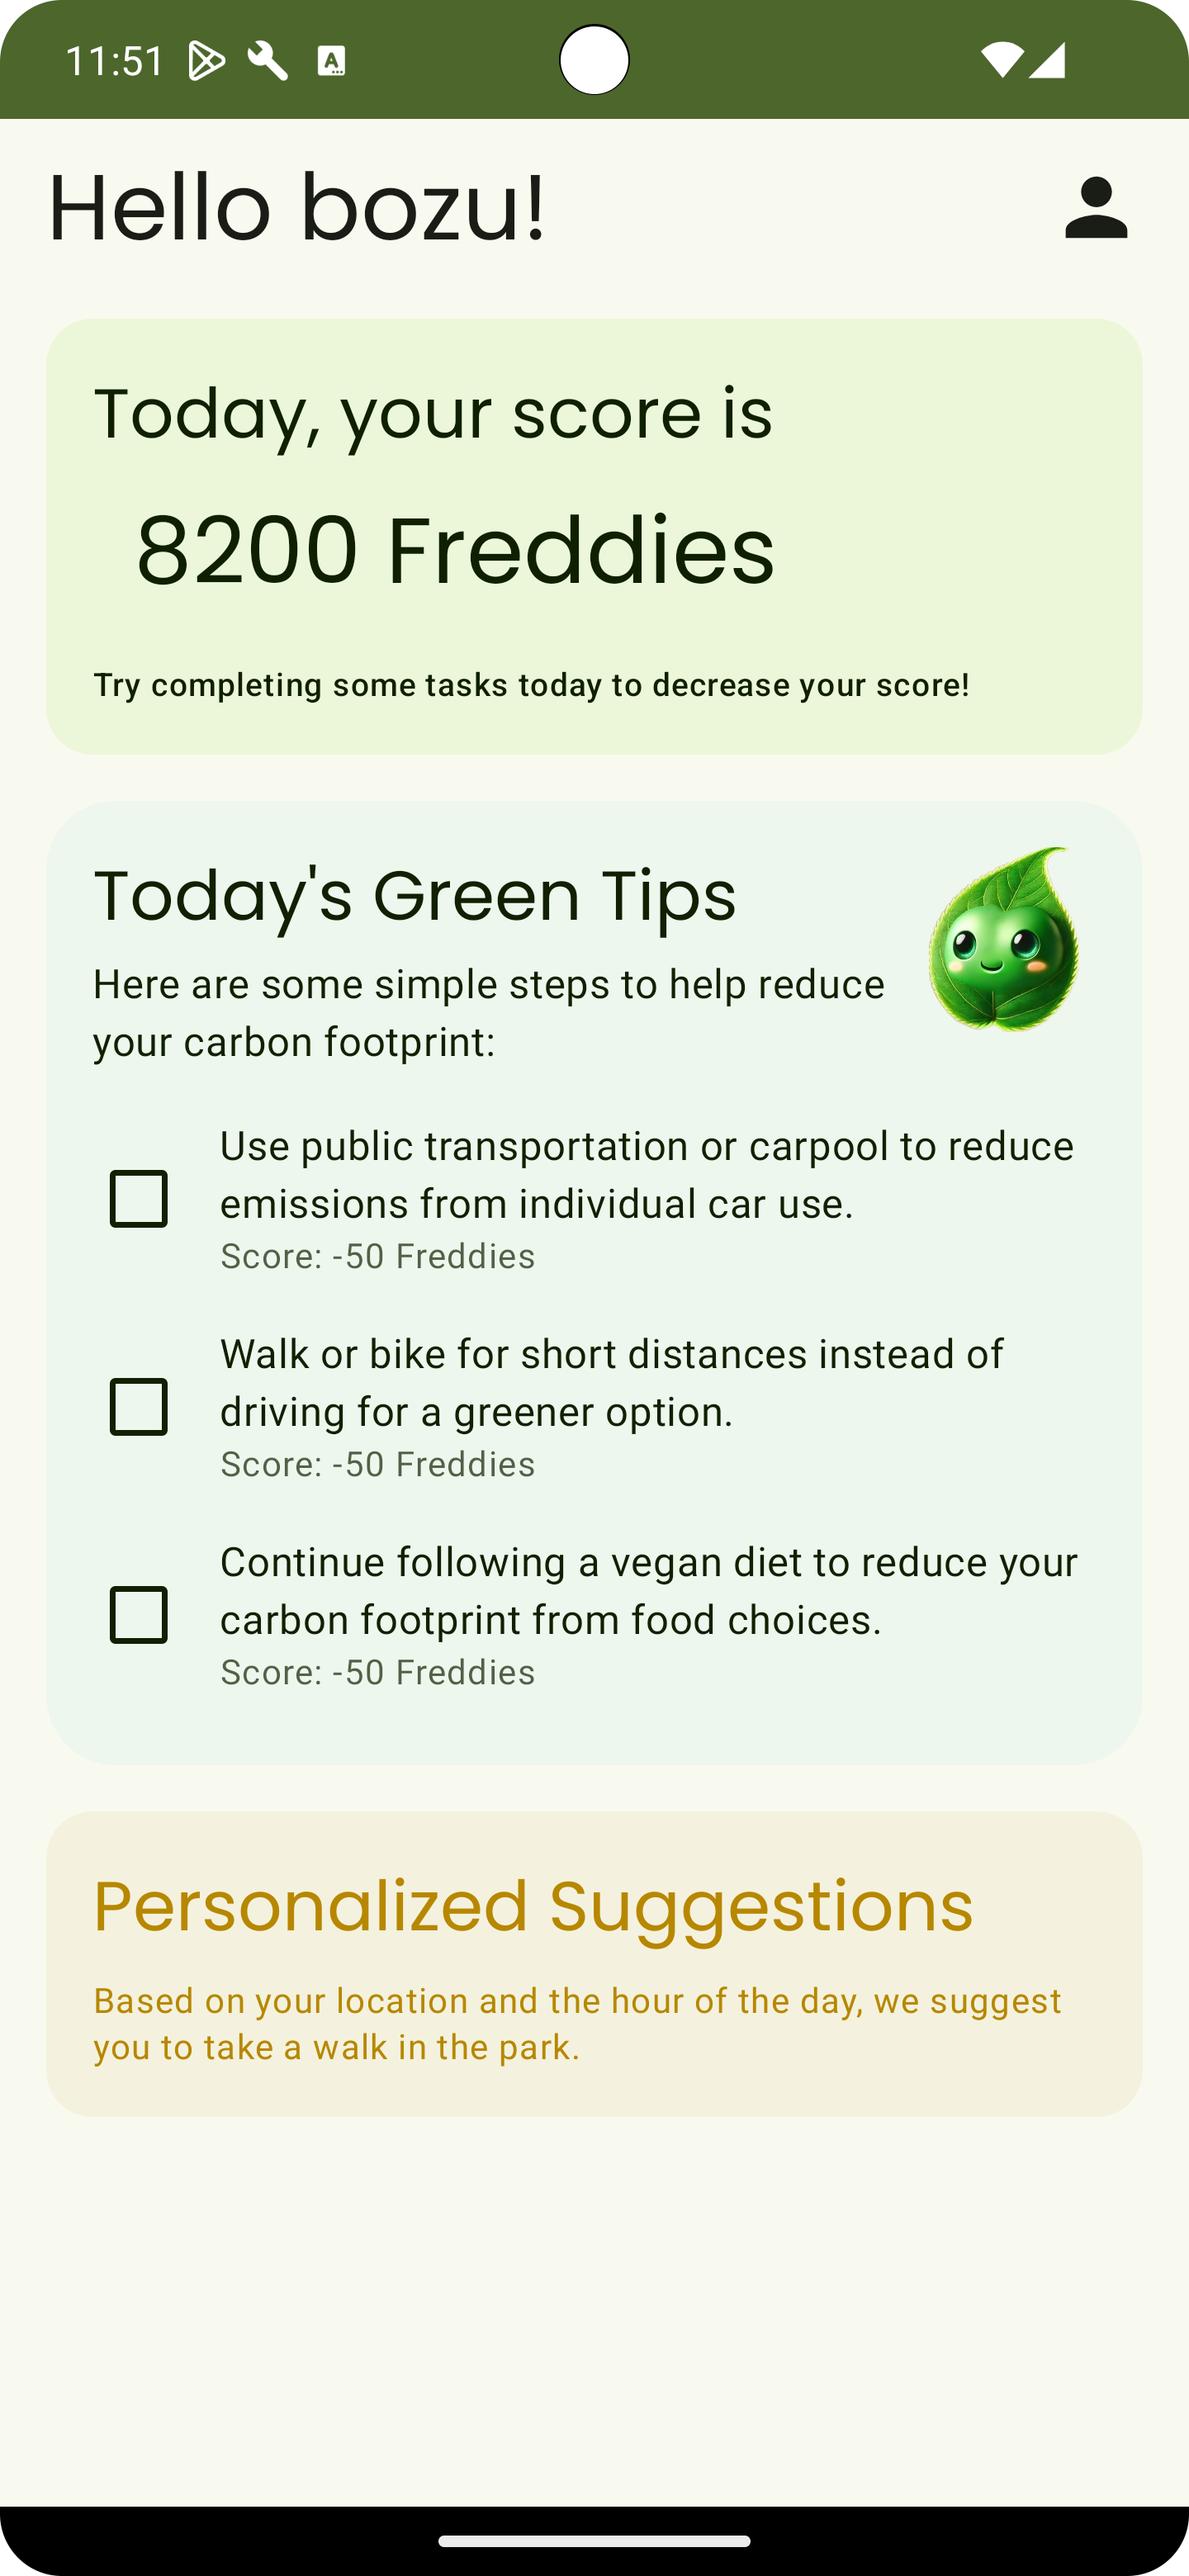 11:51
Hello bozu!
Today, your score is
8200 Freddies
Try completing some tasks today to decrease your score!
Today's Green Tips
Here are some simple steps to help reduce
your carbon footprint:
Use public transportation or carpool to reduce
emissions from individual car use.
Score: -50 Freddies
Walk or bike for short distances instead of
driving for a greener option.
Score: -50 Freddies
Continue following a vegan diet to reduce your
carbon footprint from food choices.
Score: -50 Freddies
Personalized Suggestions
Based on your location and the hour of the day, we suggest
you to take a walk in the park.